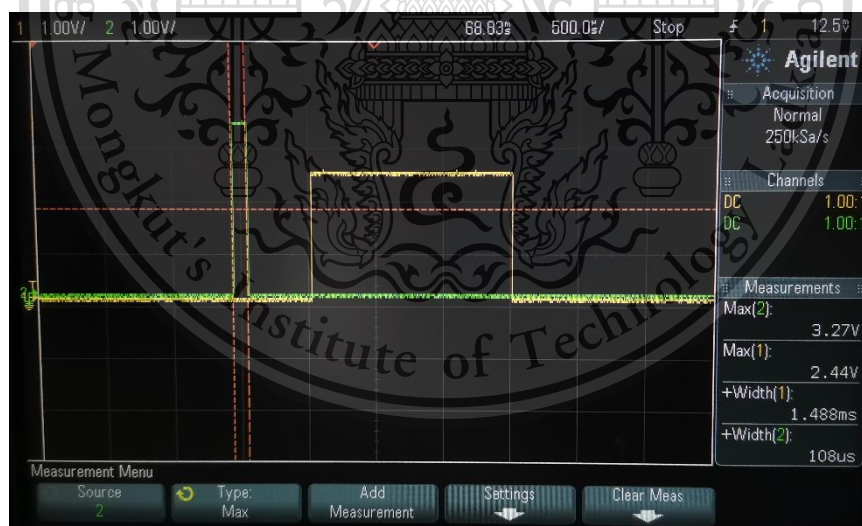 1 1.00V/ 2 1.00V/ 68.83ms 500.0us/ Stop 1 12.5V
Agilent
Acquisition
Normal
250kSa/s
Channels
DC 1.00:1
DC 1.00:1
Measurements
Max(2):
3.27V
Max(1):
2.44V
+Width(1):
1.488ms
+Width(2):
108us
Measurement Menu
Source
2
Type:
Max
Add
Measurement
Settings
Clear Meas
Mongkut's Institute of Technology